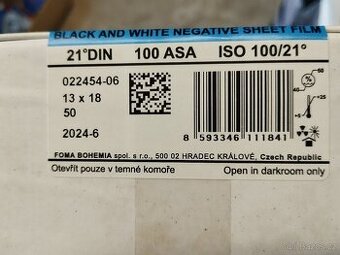 BLACK AND WHITE NEGATIVE SHEET FILM
21°DIN 100 ASA ISO 100/21°
022454-06
13 x 18
50
2024-6
8 593346 111841
FOMA BOHEMIA spol. s r.o., 500 02 HRADEC KRÁLOVÉ, Czech Republic
Otevřít pouze v temné komoře Open in darkroom only